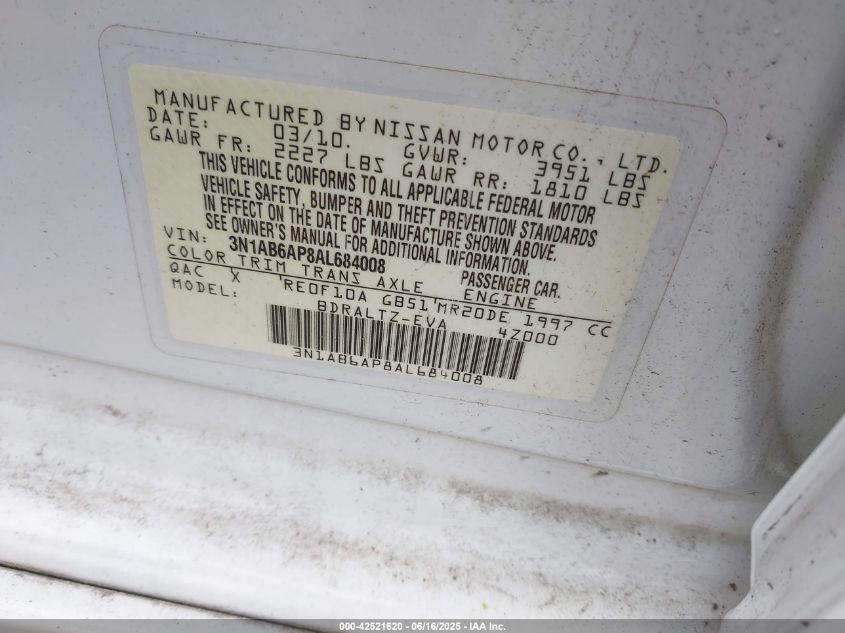 MANUFACTURED BY NISSAN MOTOR CO., LTD.
DATE: 03/10. GVWR: 3951 LBS
GAWR FR: 2227 LBS GAWR RR: 1810 LBS
THIS VEHICLE CONFORMS TO ALL APPLICABLE FEDERAL MOTOR
VEHICLE SAFETY, BUMPER AND THEFT PREVENTION STANDARDS
IN EFFECT ON THE DATE OF MANUFACTURE SHOWN ABOVE.
SEE OWNER'S MANUAL FOR ADDITIONAL INFORMATION.
VIN: 3N1AB6AP8AL684008 PASSENGER CAR.
COLOR TRIM TRANS AXLE ENGINE
QAC X 'RE0F10A GB51'MR20DE 1997 CC
MODEL: BDRALTZ-EVA 4Z000
3N1AB6AP8AL684008
000-42521620 - 06/16/2025 - IAA Inc.